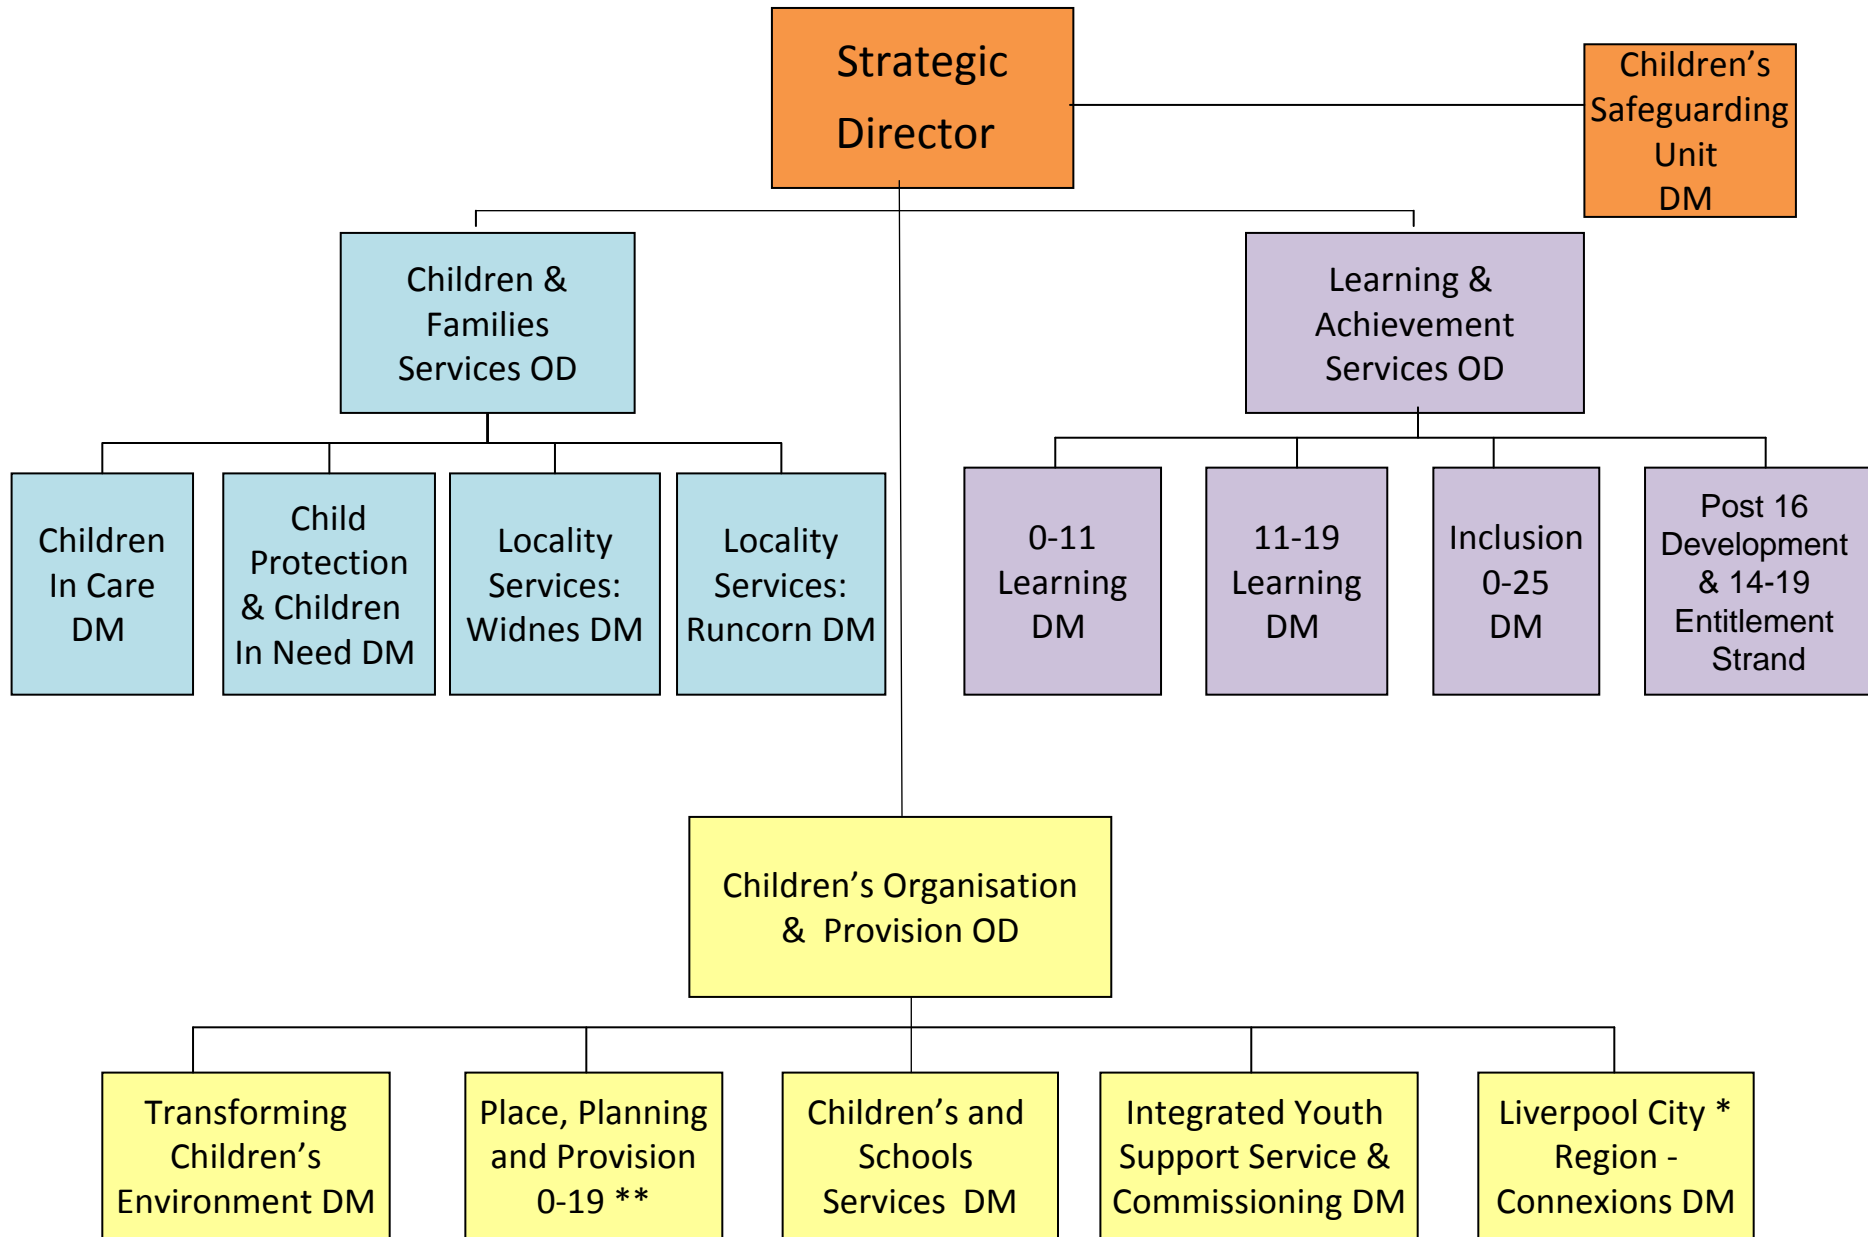 Strategic
Director
Children's
Safeguarding
Unit
DM
Children &
Families
Services OD
Learning &
Achievement
Services OD
Children
In Care
DM
Child
Protection
& Children
In Need DM
Locality
Services:
Widnes DM
Locality
Services:
Runcorn DM
0-11
Learning
DM
11-19
Learning
DM
Inclusion
0-25
DM
Post 16
Development
& 14-19
Entitlement
Strand
Children’s Organisation
& Provision OD
Transforming
Children’s
Environment DM
Place, Planning
and Provision
0-19 **
Children’s and
Schools
Services DM
Integrated Youth
Support Service &
Commissioning DM
Liverpool City *
Region -
Connexions DM